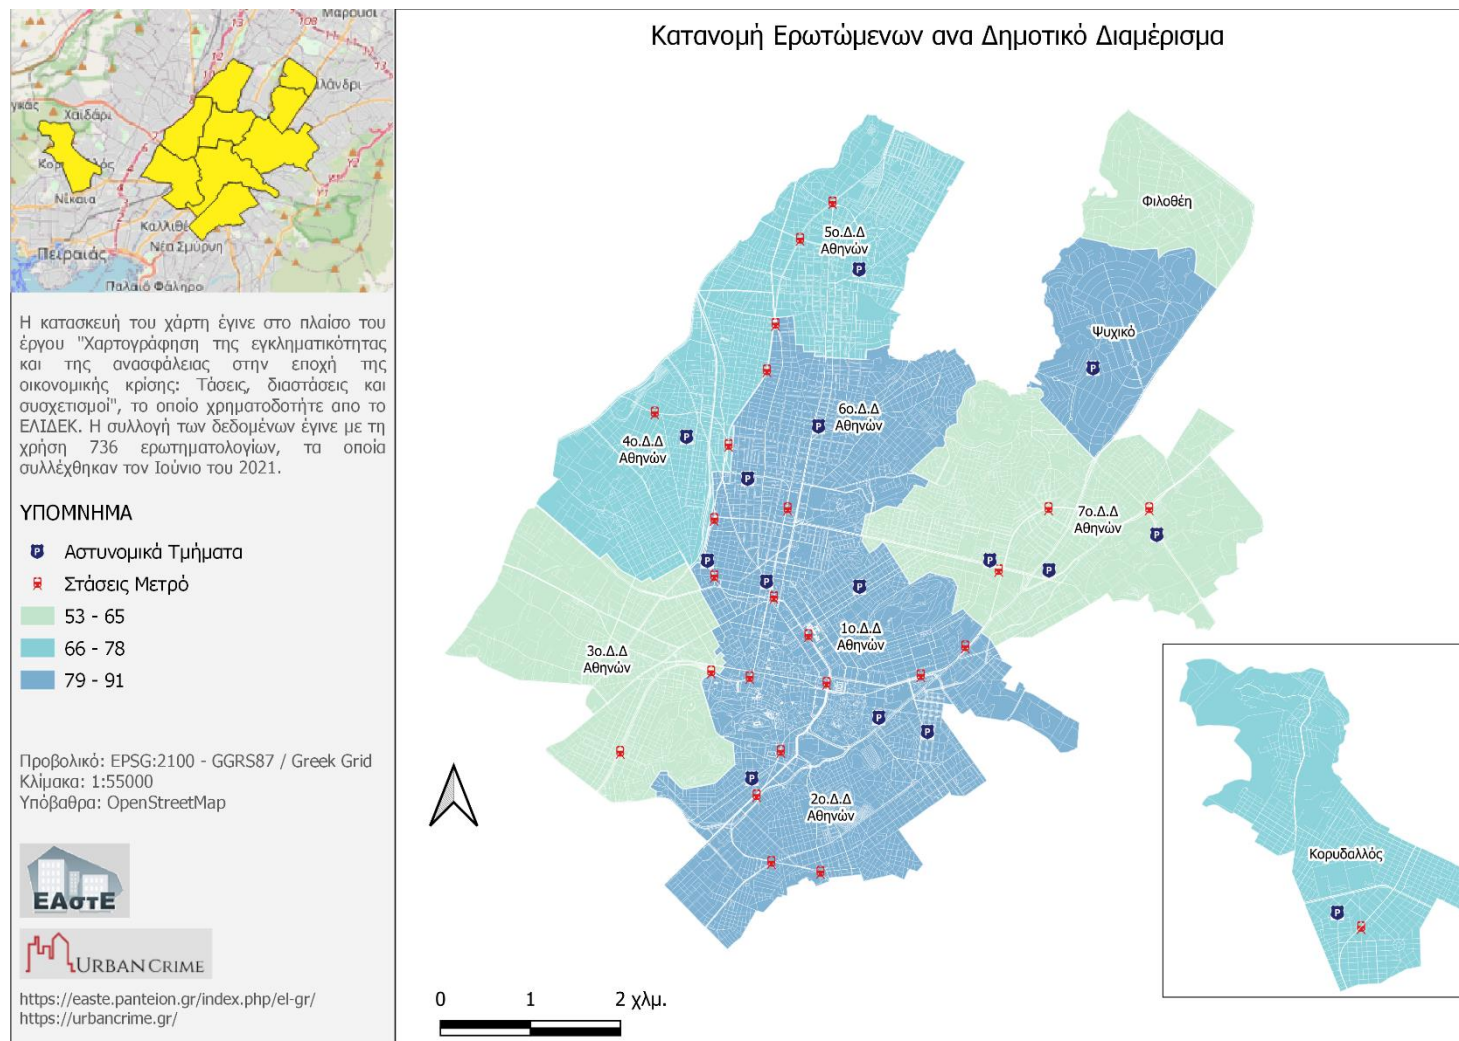 Κατανομή Ερωτώμενων ανα Δημοτικό Διαμέρισμα
Μαρούσι
Χαϊδάρι
Νίκαια
Πειραιάς
Νέα Σμύρνη
Παλαιό Φάληρο
Η κατασκευή του χάρτη έγινε στο πλαίσο του
έργου "Χαρτογράφηση της εγκληματικότητας
και της ανασφάλειας στην εποχή της
οικονομικής κρίσης: Τάσεις, διαστάσεις και
συσχετισμοί", το οποίο χρηματοδοτήτε απο το
ΕΛΙΔΕΚ. Η συλλογή των δεδομένων έγινε με τη
χρήση 736 ερωτηματολογίων, τα οποία
συλλέχθηκαν τον Ιούνιο του 2021.
ΥΠΟΜΝΗΜΑ
Αστυνομικά Τμήματα
Στάσεις Μετρό
53 - 65
66 - 78
79 - 91
Προβολικό: EPSG:2100 - GGRS87 / Greek Grid
Κλίμακα: 1:55000
Υπόβαθρα: OpenStreetMap
ΕΑστΕ
URBANCRIME
https://easte.panteion.gr/index.php/el-gr/
https://urbancrime.gr/
Φιλοθέη
5ο.Δ.Δ
Αθηνών
Ψυχικό
6ο.Δ.Δ
Αθηνών
4ο.Δ.Δ
Αθηνών
7ο.Δ.Δ
Αθηνών
1ο.Δ.Δ
Αθηνών
3ο.Δ.Δ
Αθηνών
2ο.Δ.Δ
Αθηνών
Κορυδαλλός
0 1 2 χλμ.